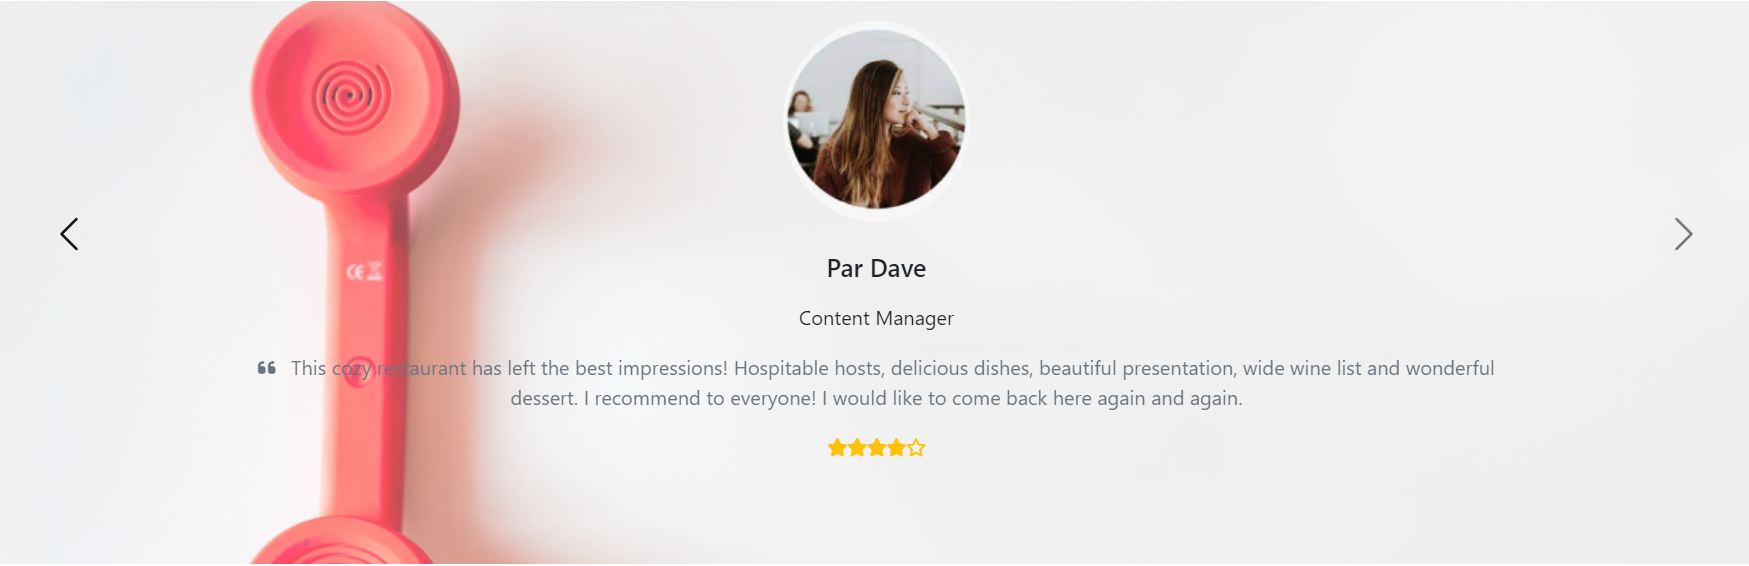 CE
Par Dave
Content Manager
This cozy restaurant has left the best impressions! Hospitable hosts, delicious dishes, beautiful presentation, wide wine list and wonderful
dessert. I recommend to everyone! I would like to come back here again and again.